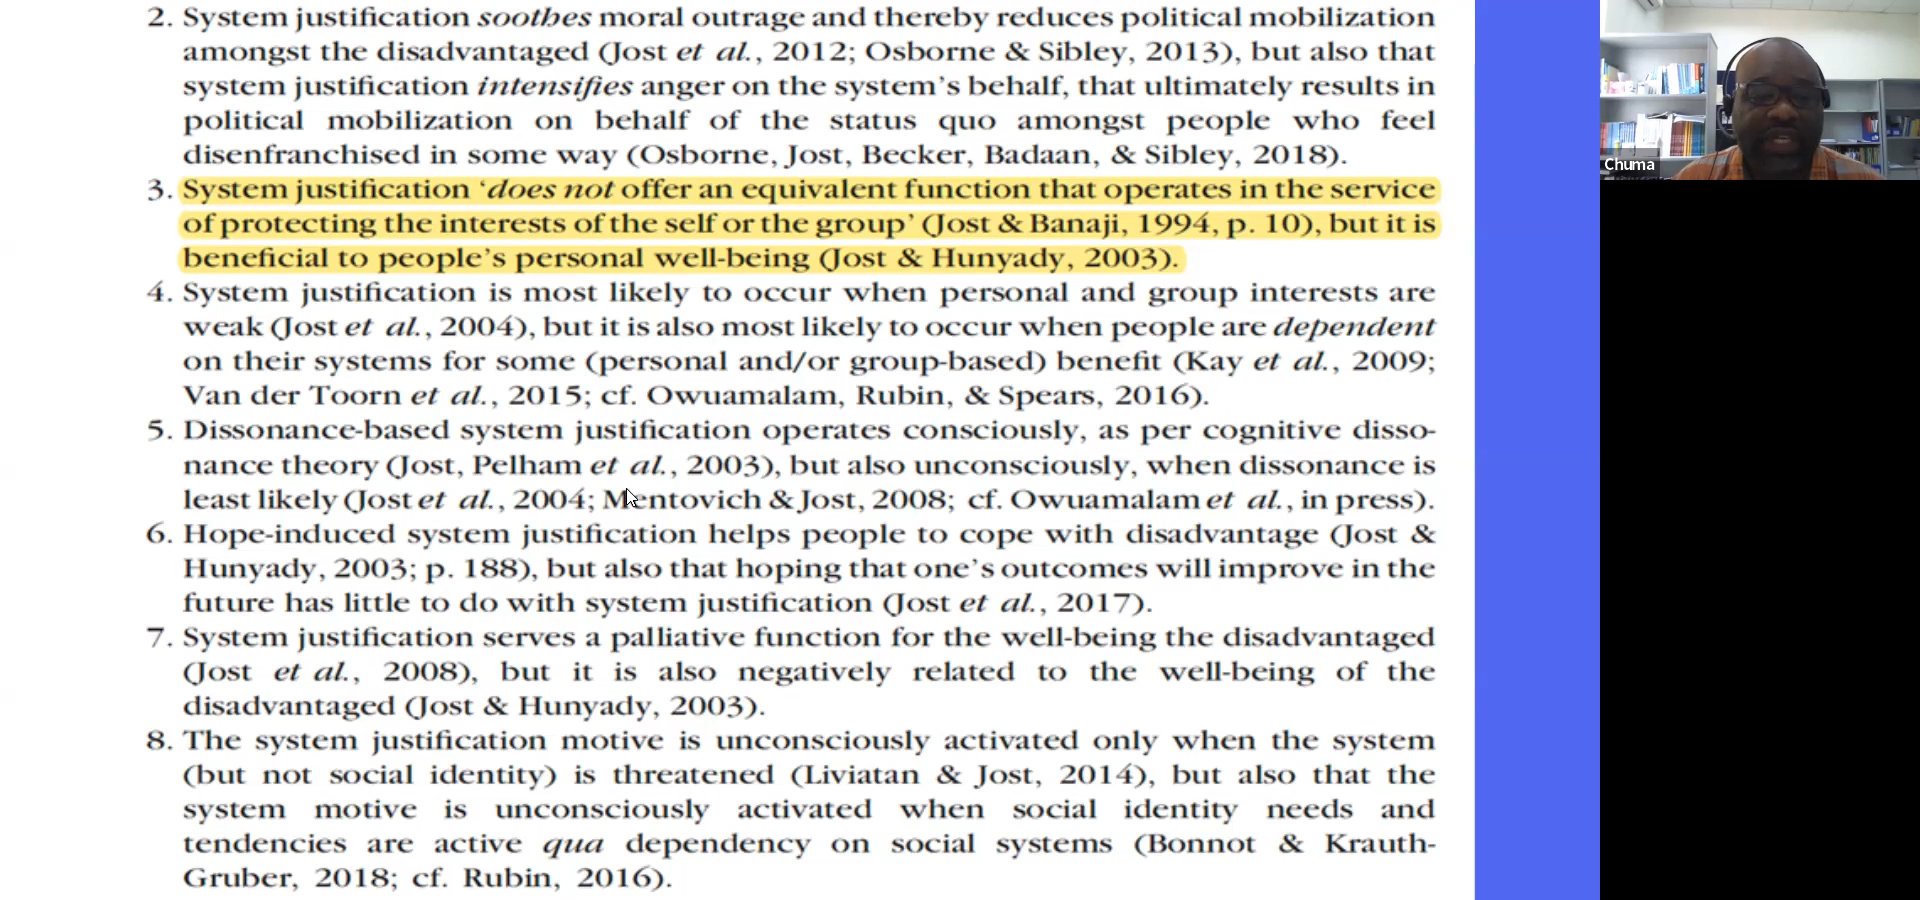 2. System justification soothes moral outrage and thereby reduces political mobilization
amongst the disadvantaged (Jost et al., 2012; Osborne & Sibley, 2013), but also that
system justification intensifies anger on the system's behalf, that ultimately results in
political mobilization on behalf of the status quo amongst people who feel
disenfranchised in some way (Osborne, Jost, Becker, Badaan, & Sibley, 2018).
3. System justification 'does not offer an equivalent function that operates in the service
of protecting the interests of the self or the group' (Jost & Banaji, 1994, p. 10), but it is
beneficial to people's personal well-being (Jost & Hunyady, 2003).
4. System justification is most likely to occur when personal and group interests are
weak (Jost et al., 2004), but it is also most likely to occur when people are dependent
on their systems for some (personal and/or group-based) benefit (Kay et al., 2009;
Van der Toorn et al., 2015; cf. Owuamalam, Rubin, & Spears, 2016).
5. Dissonance-based system justification operates consciously, as per cognitive disso-
nance theory (Jost, Pelham et al., 2003), but also unconsciously, when dissonance is
least likely (Jost et al., 2004; Mentovich & Jost, 2008; cf. Owuamalam et al., in press).
6. Hope-induced system justification helps people to cope with disadvantage (Jost &
Hunyady, 2003; p. 188), but also that hoping that one's outcomes will improve in the
future has little to do with system justification (Jost et al., 2017).
7. System justification serves a palliative function for the well-being the disadvantaged
(Jost et al., 2008), but it is also negatively related to the well-being of the
disadvantaged (Jost & Hunyady, 2003).
8. The system justification motive is unconsciously activated only when the system
(but not social identity) is threatened (Liviatan & Jost, 2014), but also that the
system motive is unconsciously activated when social identity needs and
tendencies are active qua dependency on social systems (Bonnot & Krauth-
Gruber, 2018; cf. Rubin, 2016).
Chuma